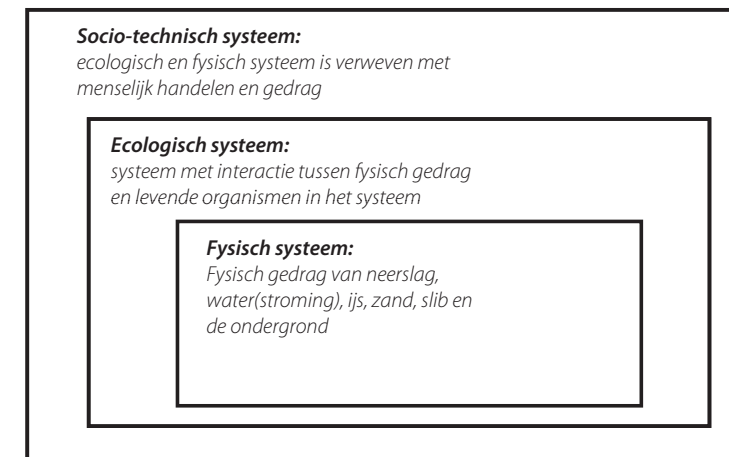 Socio-technisch systeem:
ecologisch en fysisch systeem is verweven met
menselijk handelen en gedrag
Ecologisch systeem:
systeem met interactie tussen fysisch gedrag
en levende organismen in het systeem
Fysisch systeem:
Fysisch gedrag van neerslag,
water(stroming), ijs, zand, slib en
de ondergrond